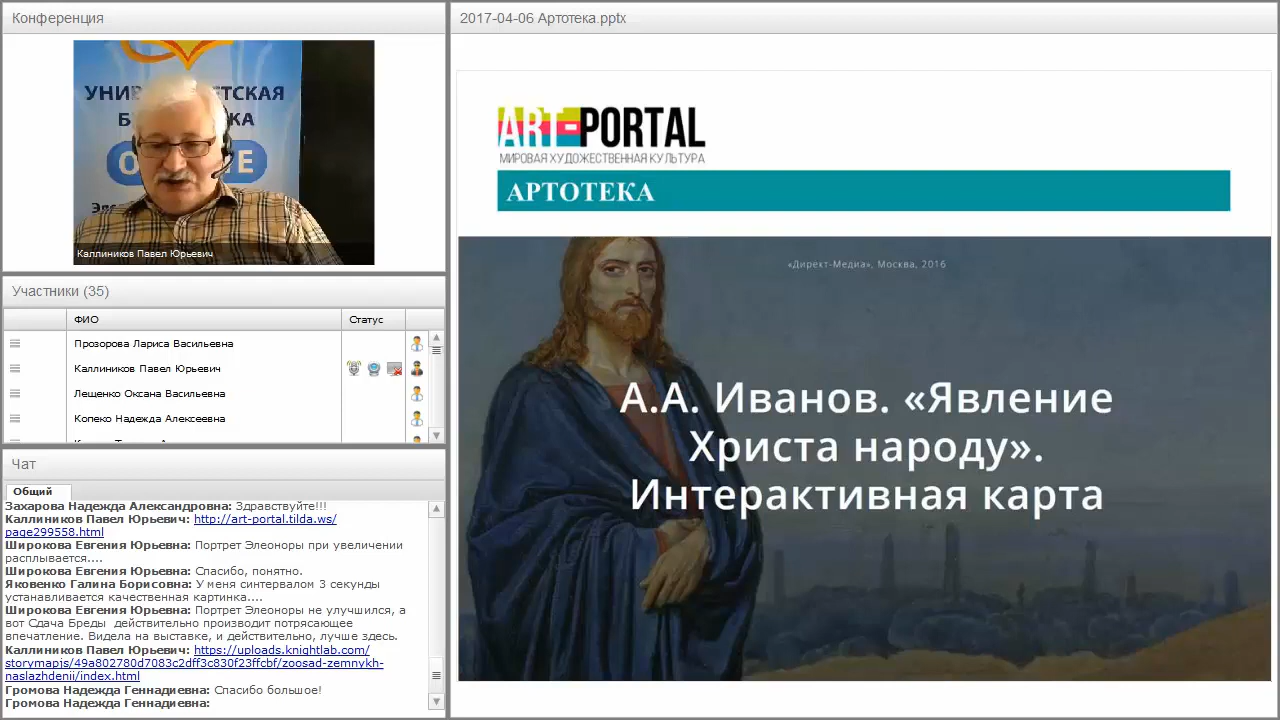 Конференция
УНИВ ТЕТСКАЯ
Б КА
О ТЕ
Каллиников Павел Юрьевич
Участники (35)
ФИО
Статус
Прозорова Лариса Васильевна
Каллиников Павел Юрьевич
Лещенко Оксана Васильевна
Копеко Надежда Алексеевна
Чат
Общий
Захарова Надежда Александровна: Здравствуйте!!!
Каллиников Павел Юрьевич: http://art-portal.tilda.ws/
page299558.html
Широкова Евгения Юрьевна: Портрет Элеоноры при увеличении
расплывается....
Широкова Евгения Юрьевна: Спасибо, понятно.
Яковенко Галина Борисовна: У меня синтервалом 3 секунды
устанавливается качественная картинка....
Широкова Евгения Юрьевна: Портрет Элеоноры не улучшился, а
вот Сдача Бреды действительно производит потрясающее
впечатление. Видела на выставке, и действительно, лучше здесь.
Каллиников Павел Юрьевич: https://uploads.knightlab.com/
naslazhdenii/index.html
Громова Надежда Геннадиевна: Спасибо большое!
Громова Надежда Геннадиевна:
2017-04-06 Артотека.pptx
ART-PORTAL
МИРОВАЯ ХУДОЖЕСТВЕННАЯ КУЛЬТУРА
АРТОТЕКА
«Директ-Медиа», Москва, 2016
А.А. Иванов. «Явление
Христа народу».
Интерактивная карта